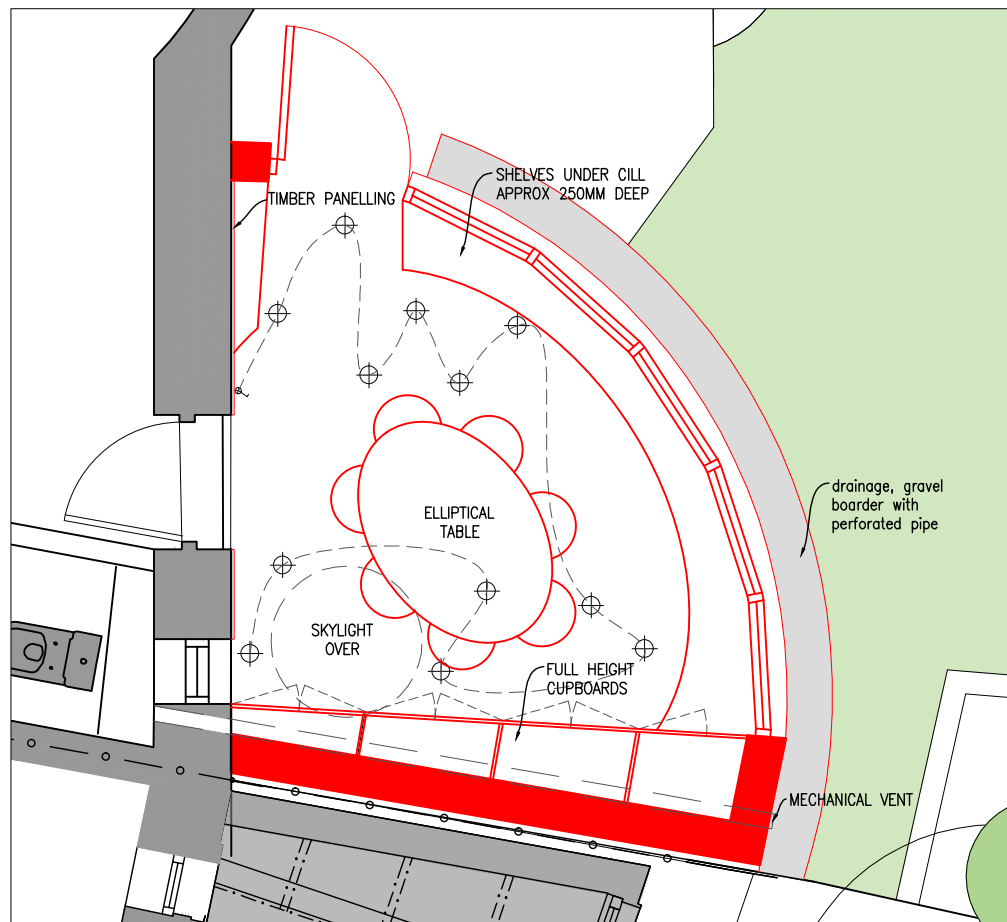 SHELVES UNDER CILL
APPROX 250MM DEEP
TIMBER PANELLING
drainage, gravel
boarder with
perforated pipe
ELLIPTICAL
TABLE
SKYLIGHT
OVER
FULL HEIGHT
CUPBOARDS
MECHANICAL VENT